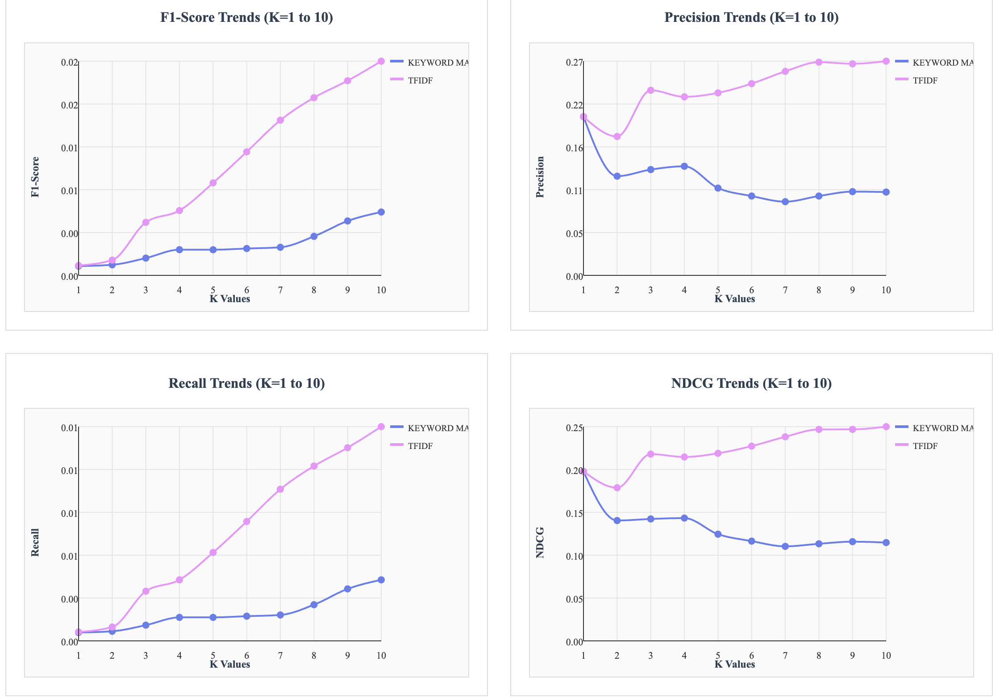 F1-Score Trends (K=1 to 10)
0.02
0.02
0.01
0.01
0.00
0.00
F1-Score
1 2 3 4 5 6 7 8 9 10
K Values
KEYWORD MA
TFIDF
Precision Trends (K=1 to 10)
0.27
0.22
0.16
0.11
0.05
0.00
Precision
1 2 3 4 5 6 7 8 9 10
K Values
KEYWORD MA
TFIDF
Recall Trends (K=1 to 10)
0.01
0.01
0.01
0.01
0.00
0.00
Recall
1 2 3 4 5 6 7 8 9 10
K Values
KEYWORD MA
TFIDF
NDCG Trends (K=1 to 10)
0.25
0.20
0.15
0.10
0.05
0.00
NDCG
1 2 3 4 5 6 7 8 9 10
K Values
KEYWORD MA
TFIDF